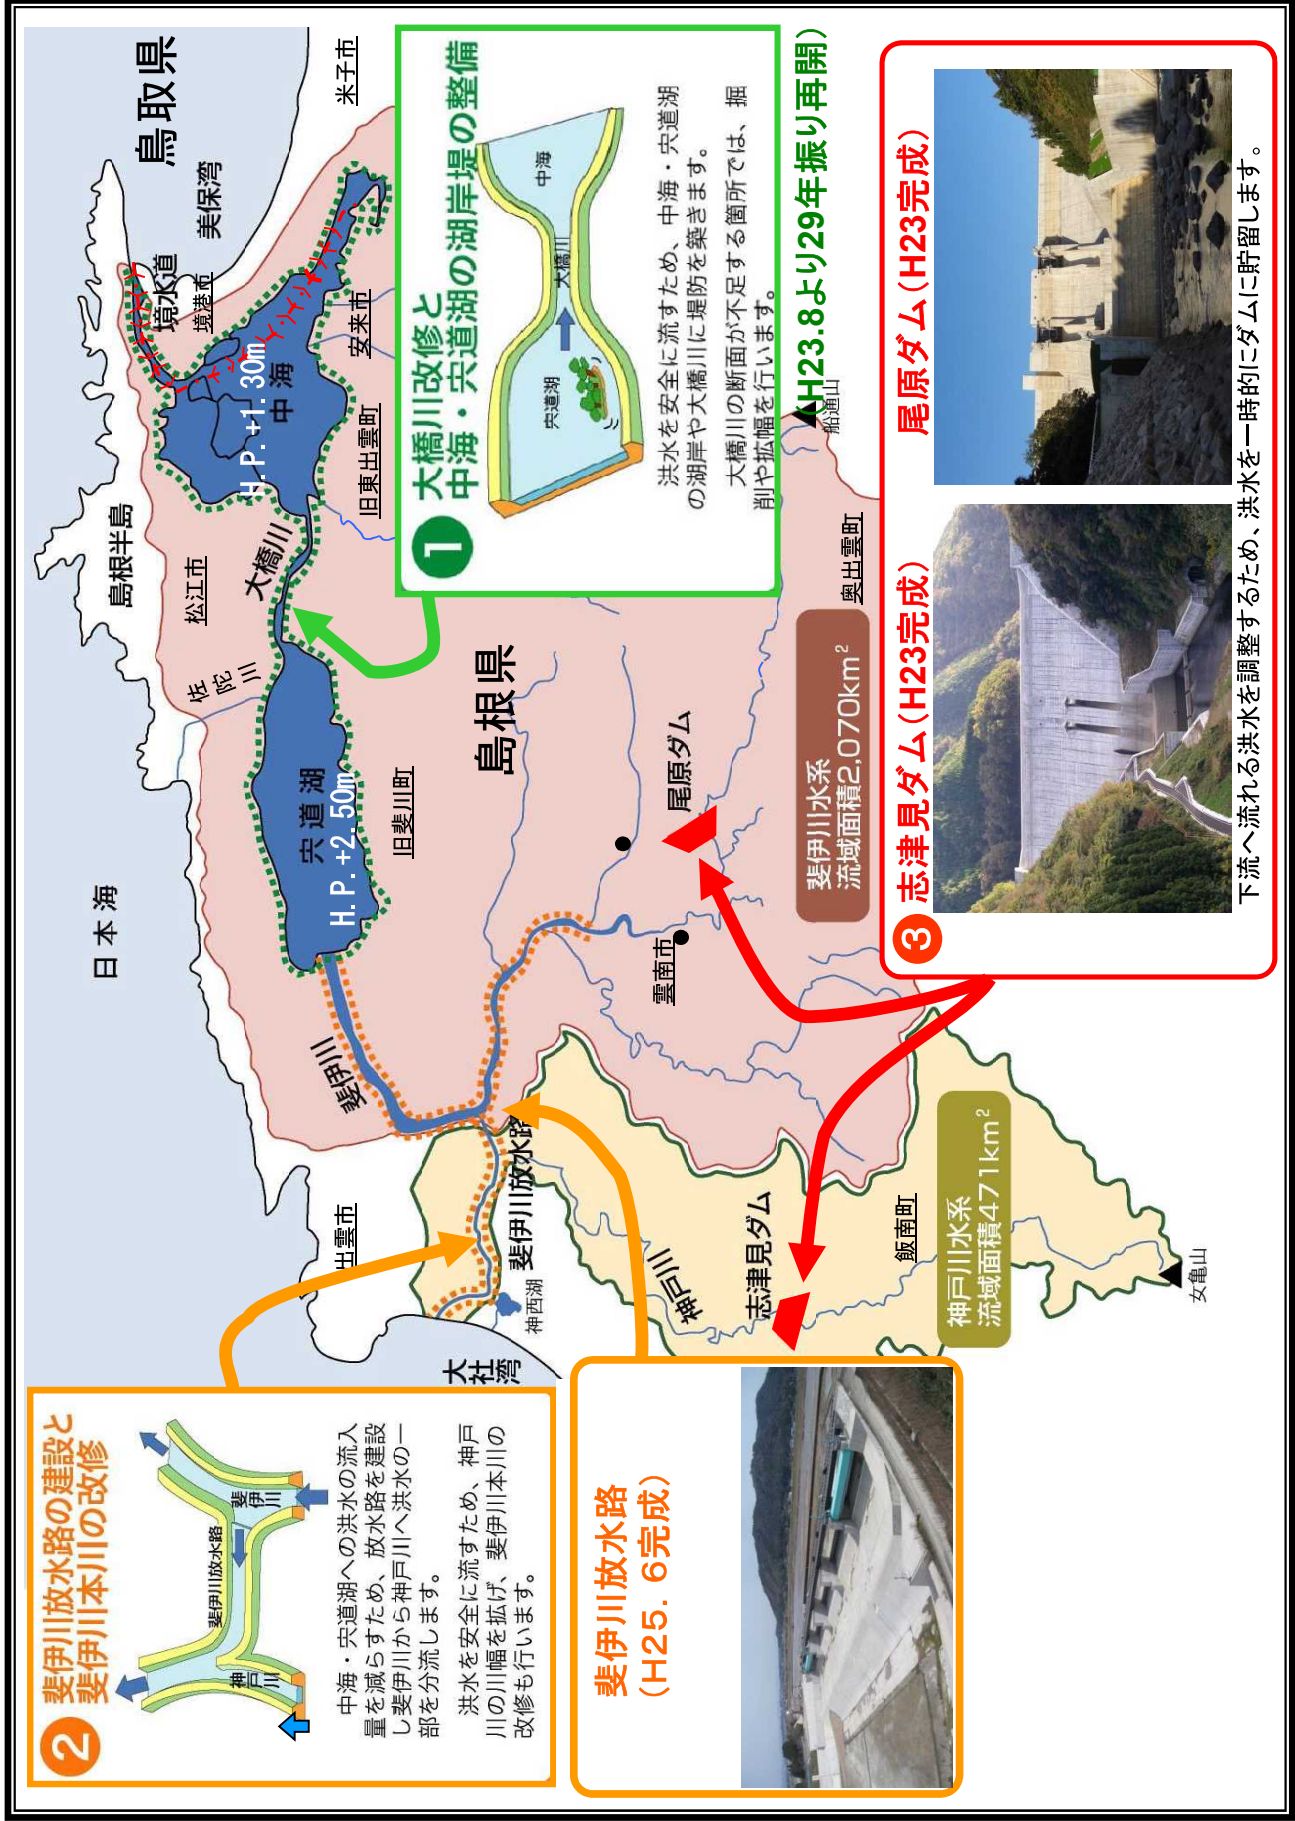 2
斐伊川放水路の建設と
斐伊川本川の改修
斐伊川放水路
神戸川
斐伊川
中海・宍道湖への洪水の流入
量を減らすため、放水路を建設
し斐伊川から神戸川へ洪水の一
部を分流します。
洪水を安全に流すため、神戸
川の川幅を拡げ、斐伊川本川の
改修も行います。
斐伊川放水路
(H25. 6完成)
日本海
島根半島
鳥取県
美保湾
境水道
境港市
米子市
松江市
佐陀川
大橋川
中海
H.P.+1.30m
安来市
旧東出雲町
宍道湖
H.P.+2.50m
旧斐川町
斐伊川
出雲市
大社湾
神西湖
斐伊川放水路
島根県
尾原ダム
雲南市
神戸川
志津見ダム
飯南町
女亀山
奥出雲町
船通山
斐伊川水系
流域面積2,070km²
神戸川水系
流域面積471km²
1
大橋川改修と
中海・宍道湖の湖岸堤の整備
宍道湖
大橋川
中海
洪水を安全に流すため、中海・宍道湖
の湖岸や大橋川に堤防を築きます。
大橋川の断面が不足する箇所では、掘
削や拡幅を行います。
(H23.8より29年振り再開)
3
志津見ダム(H23完成)
尾原ダム(H23完成)
下流へ流れる洪水を調整するため、洪水を一時的にダムに貯留します。